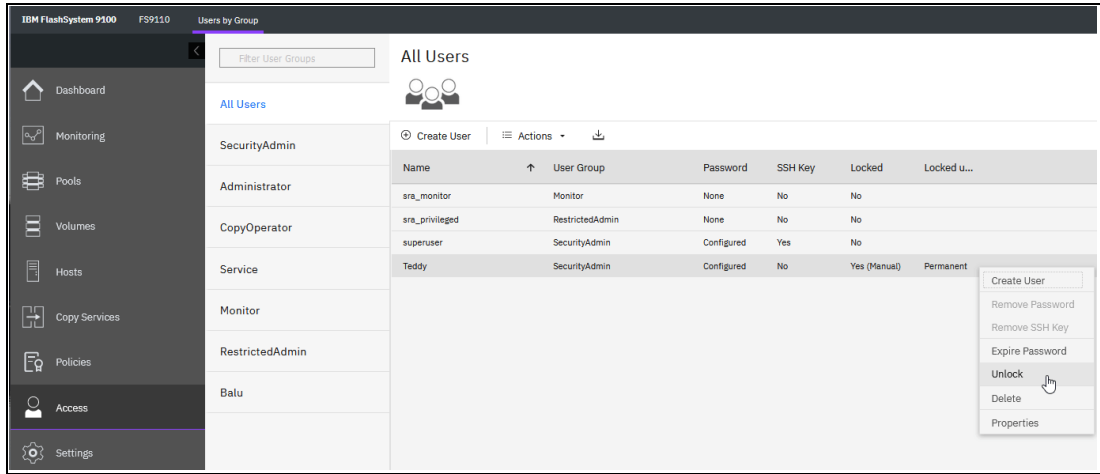 IBM FlashSystem 9100 FS9110 Users by Group
Dashboard
Monitoring
Pools
Volumes
Hosts
Copy Services
Policies
Access
Settings
Filter User Groups
All Users
SecurityAdmin
Administrator
CopyOperator
Service
Monitor
RestrictedAdmin
Balu
All Users
Create User Actions
Name User Group Password SSH Key Locked Locked u...
sra_monitor Monitor None No No
sra_privileged RestrictedAdmin None No No
superuser SecurityAdmin Configured Yes No
Teddy SecurityAdmin Configured No Yes (Manual) Permanent
Create User
Remove Password
Remove SSH Key
Expire Password
Unlock
Delete
Properties